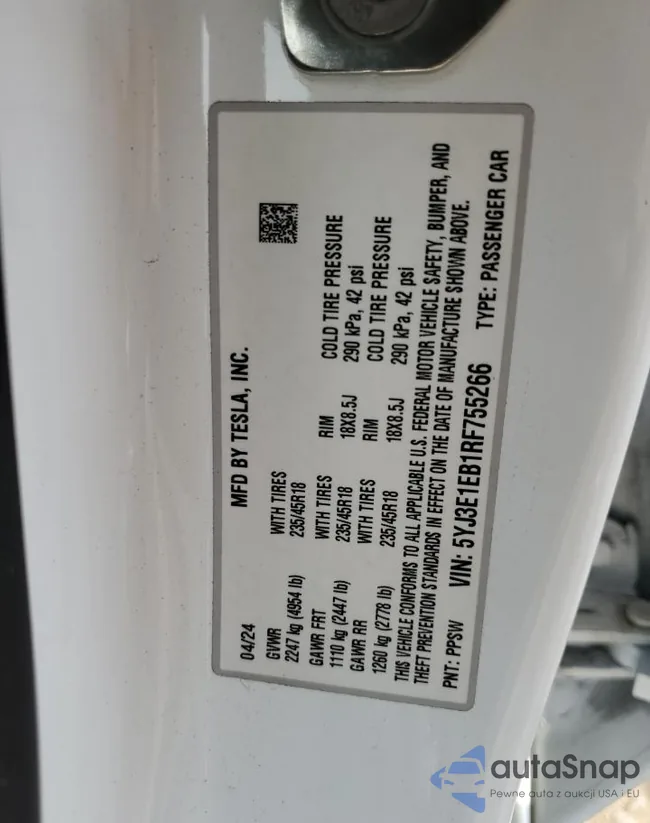 MFD BY TESLA, INC.
04/24
GVWR
2247 kg (4954 lb)
WITH TIRES
235/45R18
GAWR FRT
1110 kg (2447 lb)
WITH TIRES
235/45R18
RIM
18X8.5J
COLD TIRE PRESSURE
290 kPa, 42 psi
GAWR RR
1260 kg (2778 lb)
WITH TIRES
235/45R18
RIM
18X8.5J
COLD TIRE PRESSURE
290 kPa, 42 psi
THIS VEHICLE CONFORMS TO ALL APPLICABLE U.S. FEDERAL MOTOR VEHICLE SAFETY, BUMPER, AND
THEFT PREVENTION STANDARDS IN EFFECT ON THE DATE OF MANUFACTURE SHOWN ABOVE.
PNT: PPSW VIN: 5YJ3E1EB1RF755266 TYPE: PASSENGER CAR
autaSnap
Pewne auta z aukcji USA i EU